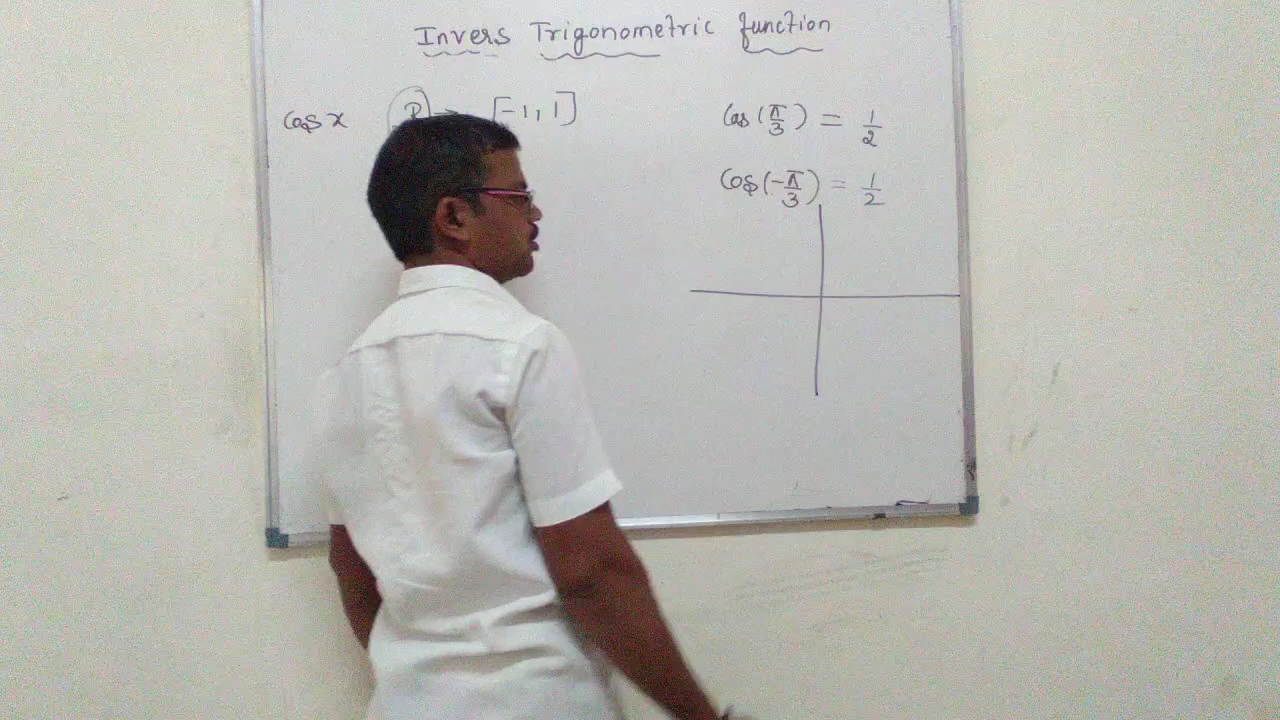 Invers Trigonometric function
Cos x R → [-1, 1]
Cos (π/3) = 1/2
Cos (-π/3) = 1/2